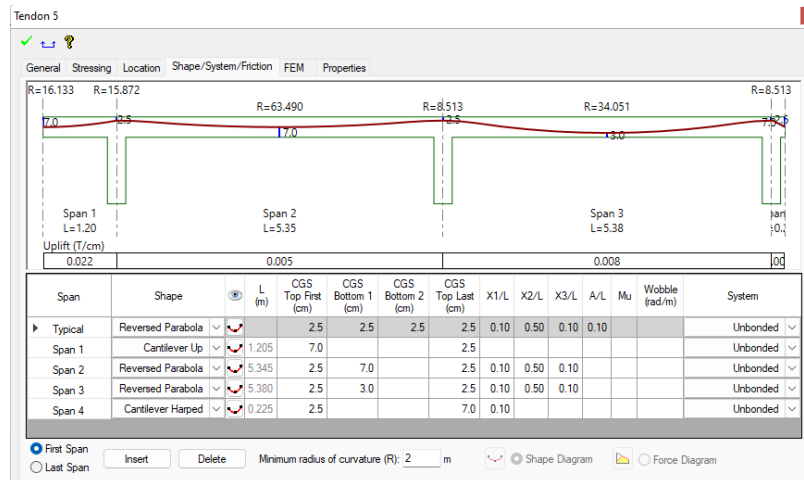 Tendon 5
General Stressing Location Shape/System/Friction FEM Properties
R=16.133 R=15.872 R=63.490 R=8.513 R=34.051 R=8.513
7.0 2.5 7.0 2.5 3.0
Span 1 Span 2 Span 3
L=1.20 L=5.35 L=5.38
Uplift (T/cm)
0.022 0.005 0.008
Span Shape L (m) CGS Top First (cm) CGS Bottom 1 (cm) CGS Bottom 2 (cm) CGS Top Last (cm) X1/L X2/L X3/L A/L Mu Wobble (rad/m) System
Typical Reversed Parabola 2.5 2.5 2.5 2.5 0.10 0.50 0.10 0.10 Unbonded
Span 1 Cantilever Up 1.205 7.0 2.5 Unbonded
Span 2 Reversed Parabola 5.345 2.5 7.0 2.5 0.10 0.50 0.10 Unbonded
Span 3 Reversed Parabola 5.380 2.5 3.0 2.5 0.10 0.50 0.10 Unbonded
Span 4 Cantilever Harped 0.225 2.5 7.0 0.10 Unbonded
First Span
Last Span
Insert Delete Minimum radius of curvature (R): 2 m Shape Diagram Force Diagram